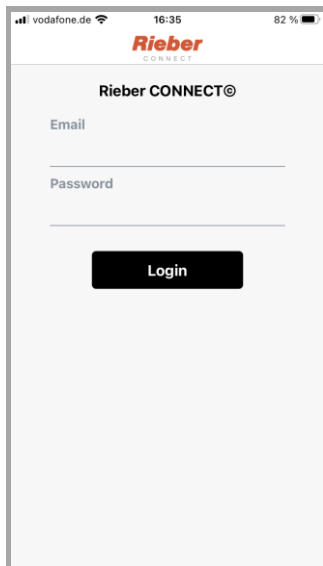 vodafone.de 16:35 82 %
Rieber
CONNECT
Rieber CONNECT©
Email
Password
Login